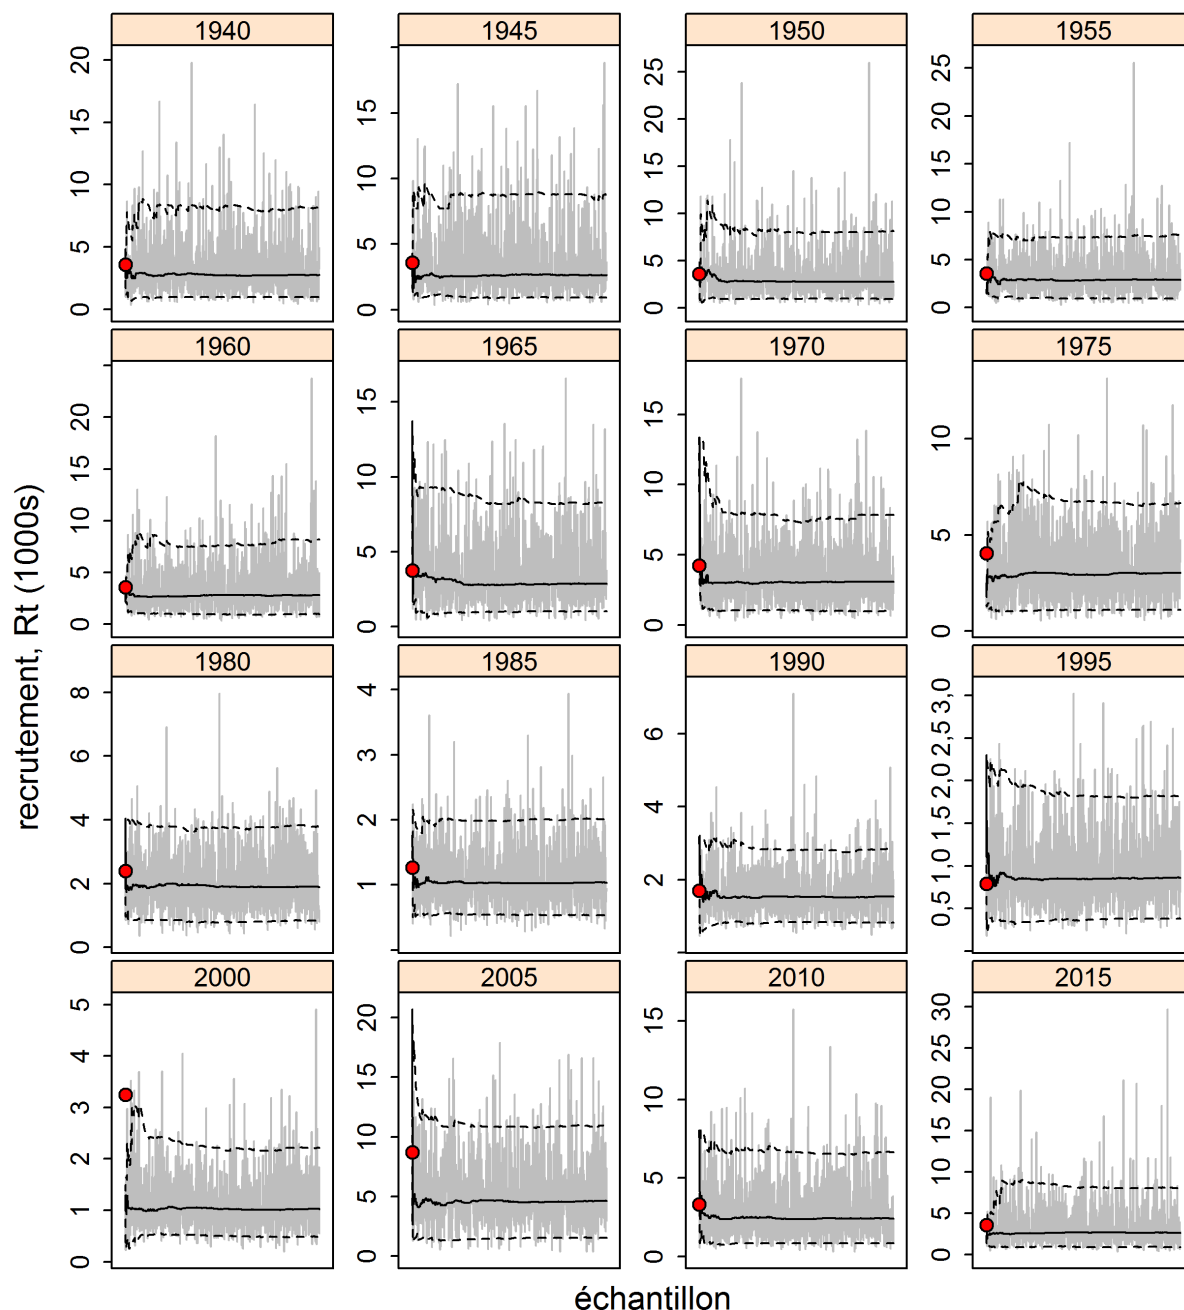 1940 1945 1950 1955
0 5 10 15 20
0 5 10 15
0 5 10 15 20 25
0 5 10 15 20 25
1960 1965 1970 1975
0 5 10 15 20
0 5 10 15
0 5 10 15
0 5 10
1980 1985 1990 1995
0 2 4 6 8
1 2 3 4
2 4 6
0,5 1,0 1,5 2,0 2,5 3,0
2000 2005 2010 2015
0 1 2 3 4 5
0 5 10 15 20
0 5 10 15
0 5 10 15 20 25 30
recrutement, Rt (1000s)
échantillon